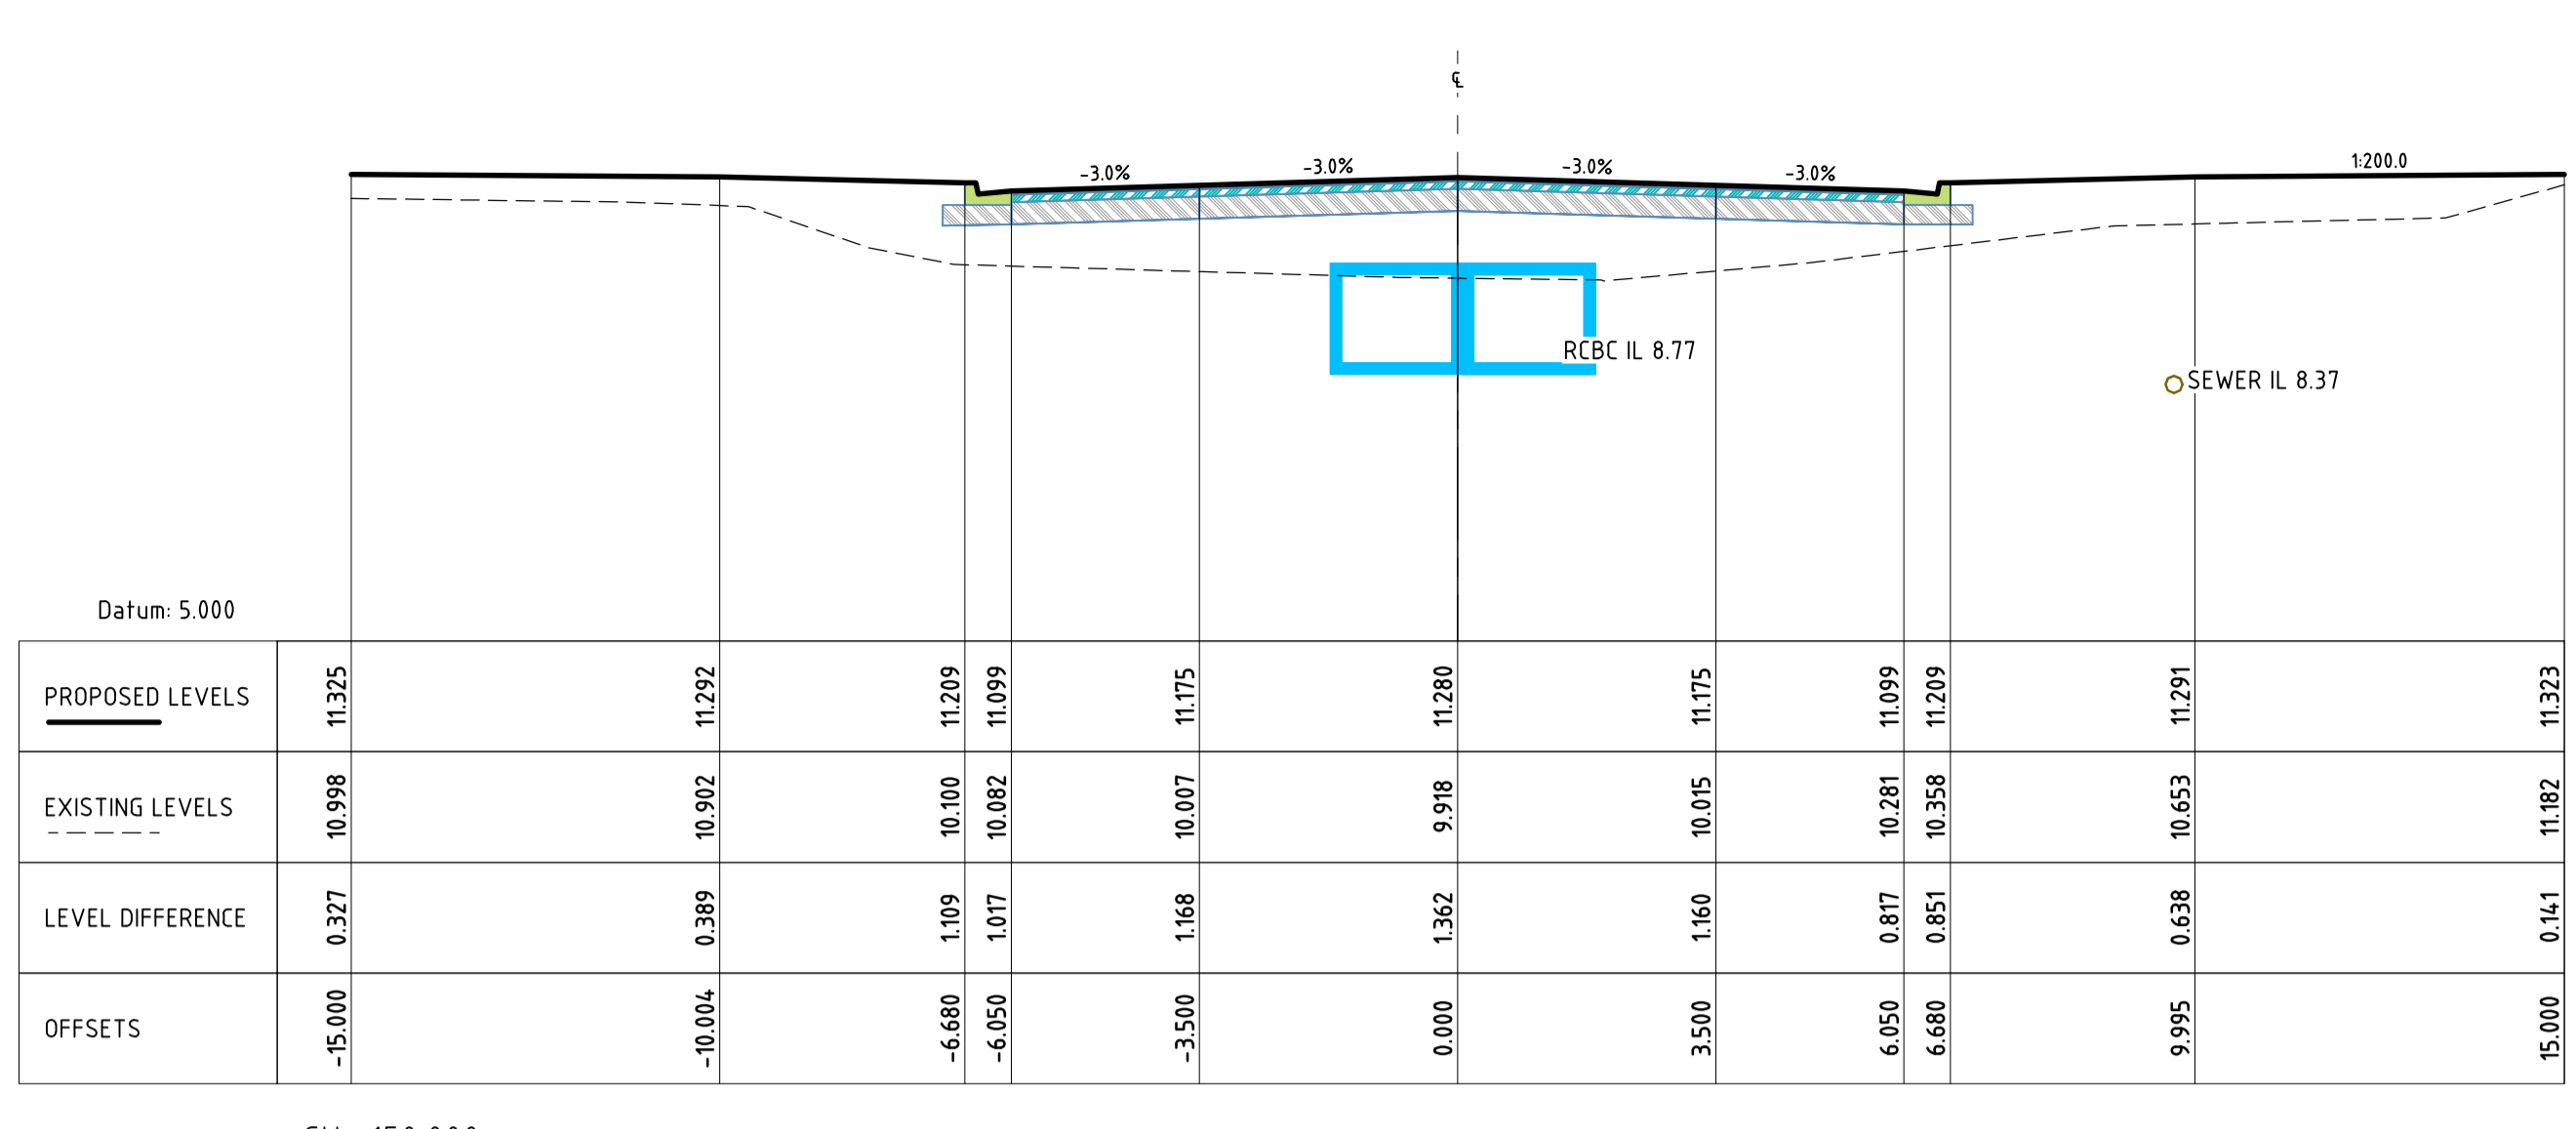 ℄
-3.0% -3.0% -3.0% -3.0% 1:200.0
RCBC IL 8.77
SEWER IL 8.37
Datum: 5.000
PROPOSED LEVELS 11.325 11.292 11.209 11.099 11.175 11.280 11.175 11.099 11.209 11.291 11.323
EXISTING LEVELS 10.998 10.902 10.100 10.082 10.007 9.918 10.015 10.281 10.358 10.653 11.182
LEVEL DIFFERENCE 0.327 0.389 1.109 1.017 1.168 1.362 1.160 0.817 0.851 0.638 0.141
OFFSETS -15.000 -10.004 -6.680 -6.050 -3.500 0.000 3.500 6.050 6.680 9.995 15.000